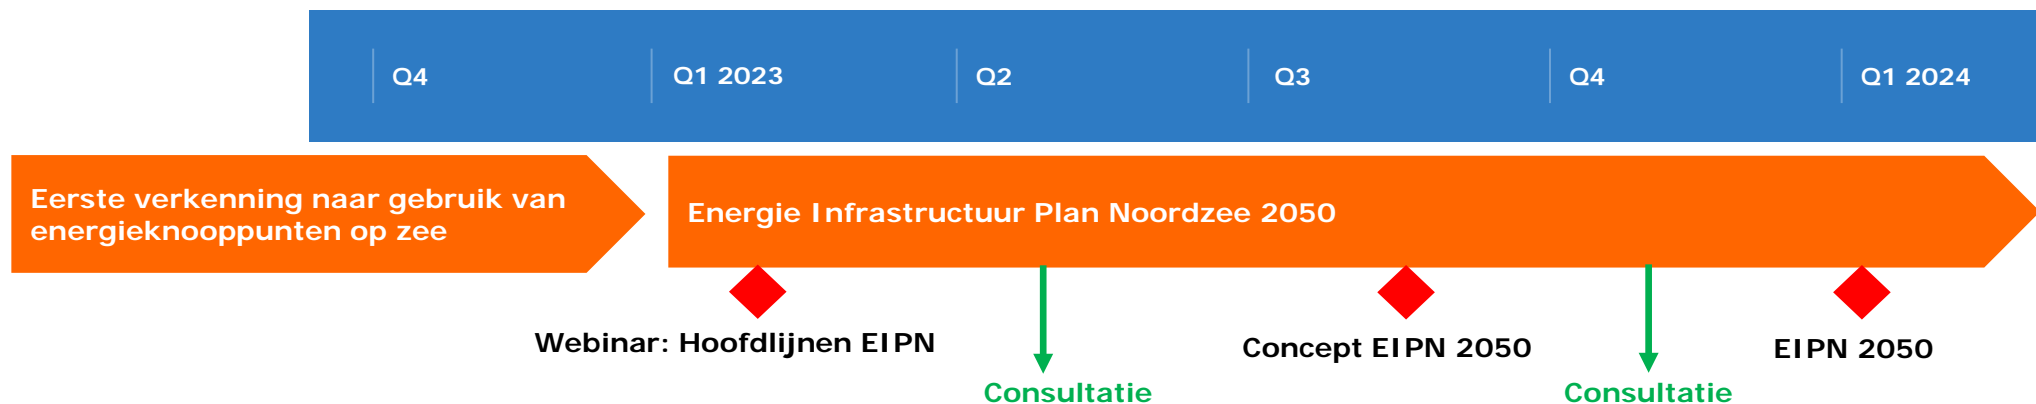 Q4
Q1 2023
Q2
Q3
Q4
Q1 2024
Eerste verkenning naar gebruik van
energieknooppunten op zee
Energie Infrastructuur Plan Noordzee 2050
Webinar: Hoofdlijnen EIPN
Concept EIPN 2050
EIPN 2050
Consultatie
Consultatie